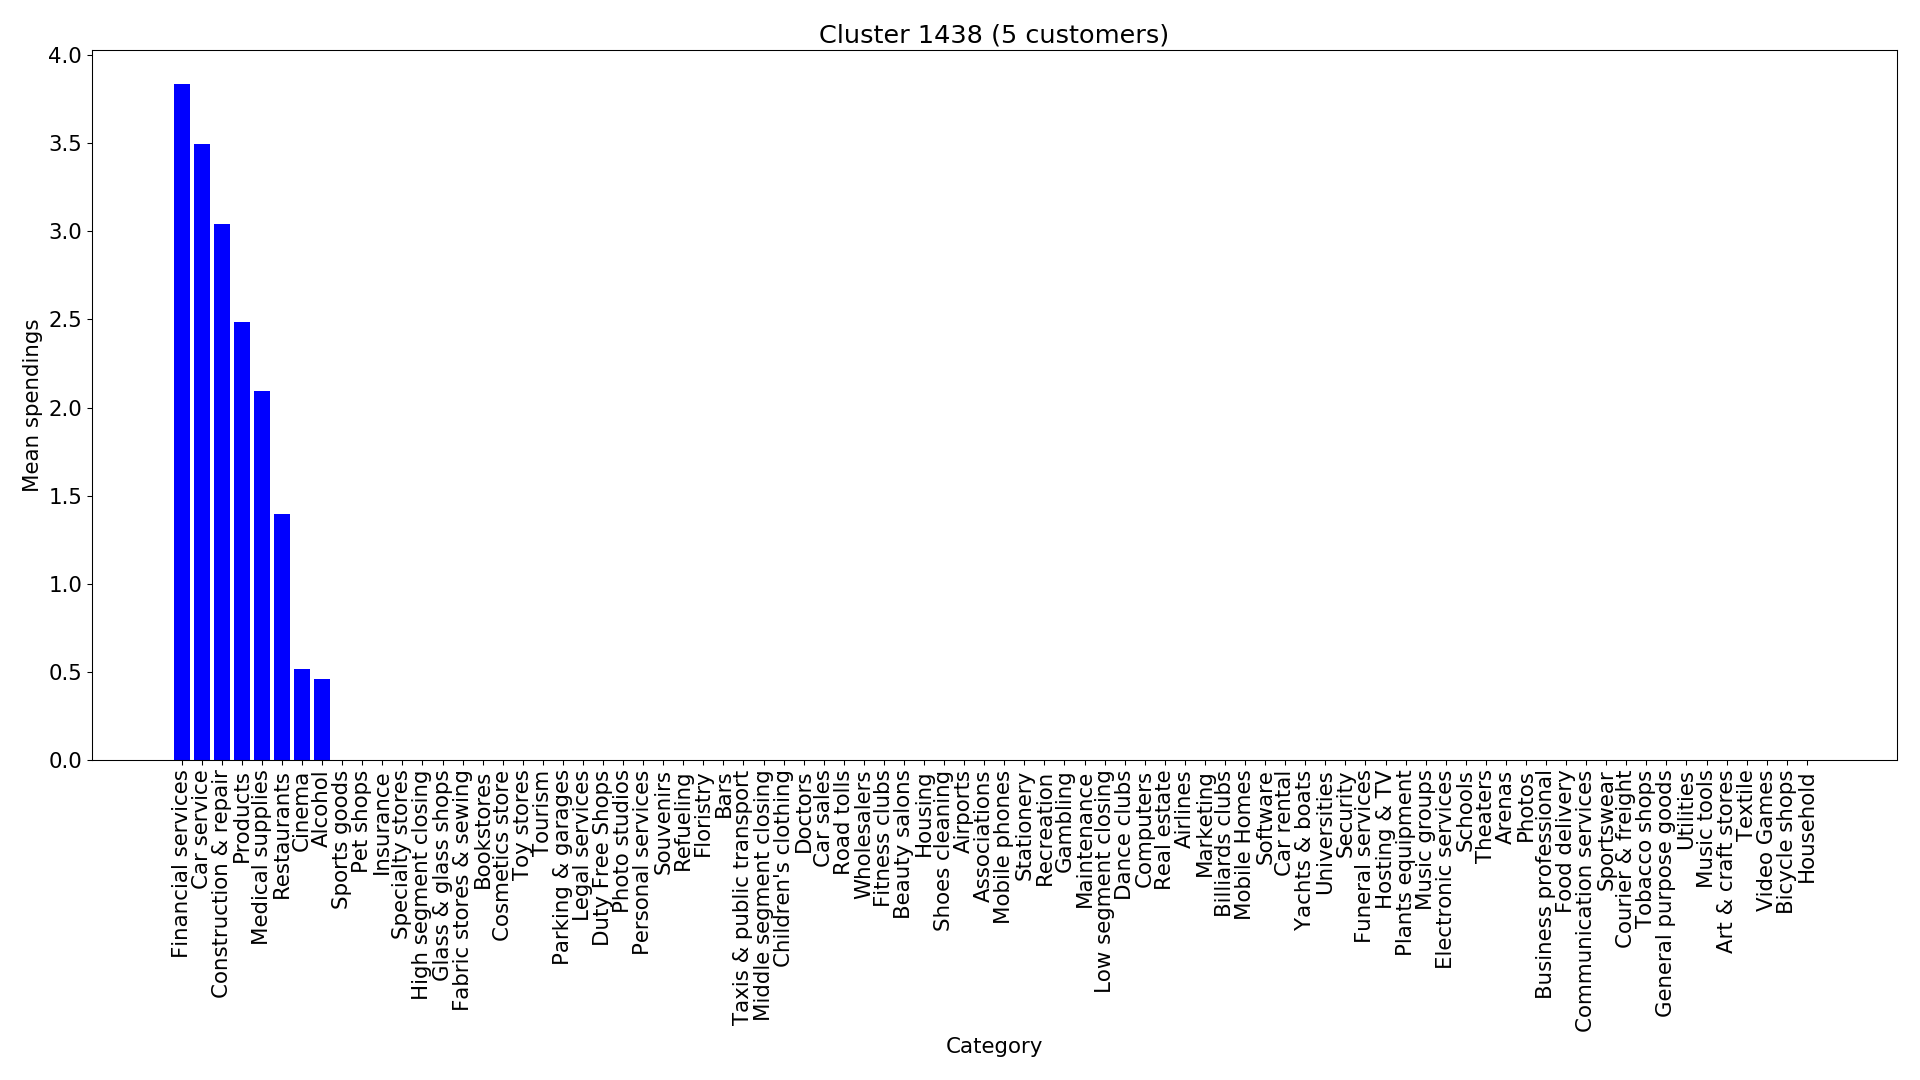 Cluster 1438 (5 customers)
Mean spendings
4.0
3.5
3.0
2.5
2.0
1.5
1.0
0.5
0.0
Financial services
Car service
Construction & repair
Products
Medical supplies
Restaurants
Cinema
Alcohol
Sports goods
Pet shops
Insurance
Specialty stores
High segment closing
Glass & glass shops
Fabric stores & sewing
Bookstores
Cosmetics store
Toy stores
Tourism
Parking & garages
Legal services
Duty Free Shops
Photo studios
Personal services
Souvenirs
Refueling
Floristry
Bars
Taxis & public transport
Middle segment closing
Children's clothing
Doctors
Car sales
Road tolls
Wholesalers
Fitness clubs
Beauty salons
Housing
Shoes cleaning
Airports
Associations
Mobile phones
Stationery
Recreation
Gambling
Maintenance
Low segment closing
Dance clubs
Computers
Real estate
Airlines
Marketing
Billiards clubs
Mobile Homes
Software
Car rental
Yachts & boats
Universities
Security
Funeral services
Hosting & TV
Plants equipment
Music groups
Electronic services
Schools
Theaters
Arenas
Photos
Business professional
Food delivery
Communication services
Sportswear
Courier & freight
Tobacco shops
General purpose goods
Utilities
Music tools
Art & craft stores
Textile
Video Games
Bicycle shops
Household
Category